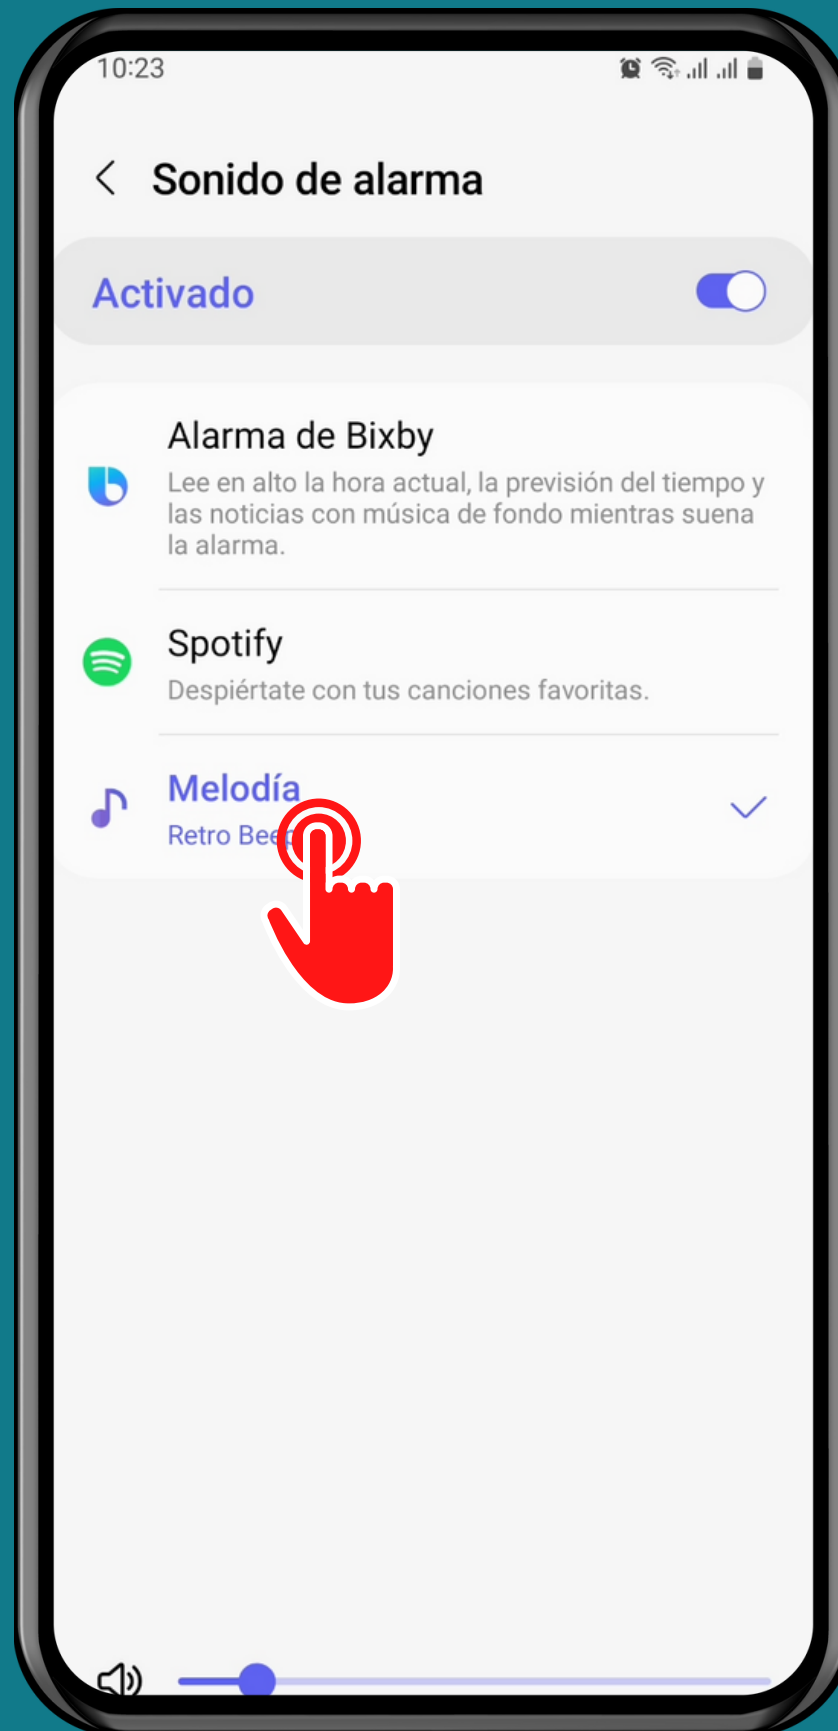 10:23
Sonido de alarma
Activado
Alarma de Bixby
Lee en alto la hora actual, la previsión del tiempo y
las noticias con música de fondo mientras suena
la alarma.
Spotify
Despiértate con tus canciones favoritas.
Melodía
Retro Beep